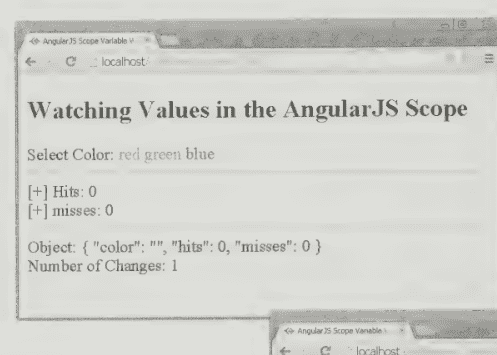 AngularJS Scope Variable V
localhost
Watching Values in the AngularJS Scope
Select Color: red green blue
[+] Hits: 0
[+] misses: 0
Object: { "color": "", "hits": 0, "misses": 0 }
Number of Changes: 1
AngularJS Scope Variable V
localhost